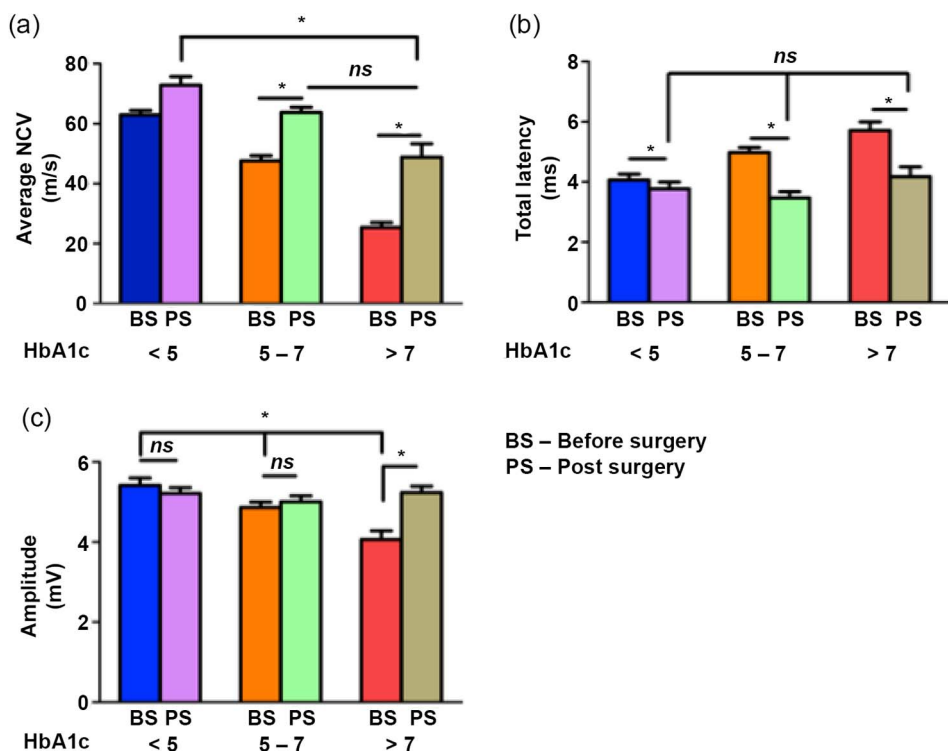 (a)
*
80
60
40
20
0
Average NCV
(m/s)
*
ns
*
BS PS BS PS BS PS
HbA1c < 5 5 – 7 > 7
(b)
ns
8
6
4
2
0
Total latency
(ms)
*
*
*
BS PS BS PS BS PS
HbA1c < 5 5 – 7 > 7
(c)
*
6
4
2
0
Amplitude
(mV)
ns
ns
*
BS PS BS PS BS PS
HbA1c < 5 5 – 7 > 7
BS – Before surgery
PS – Post surgery